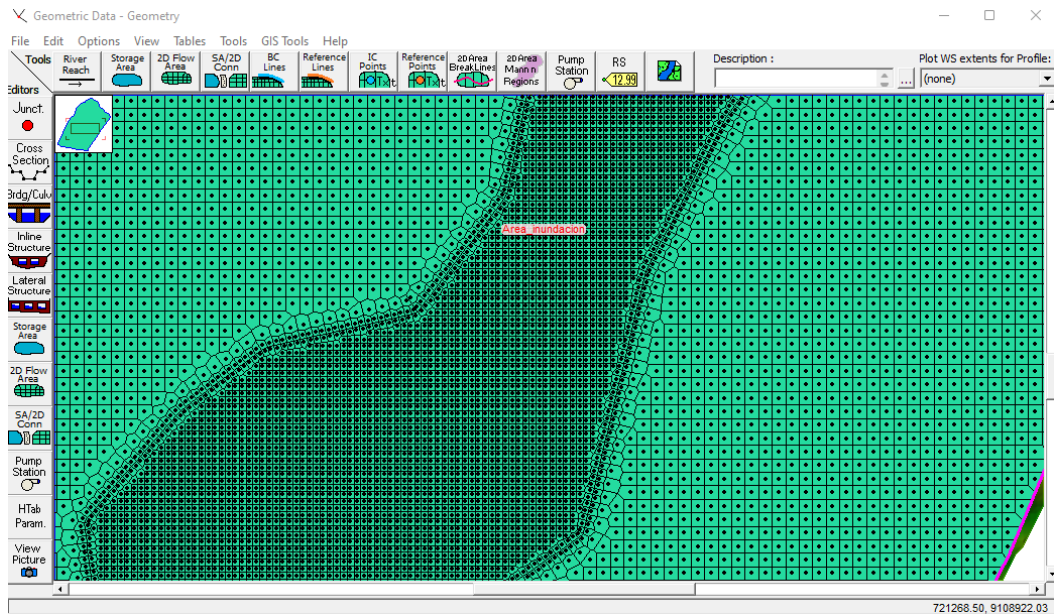 Geometric Data - Geometry
File Edit Options View Tables Tools GIS Tools Help
Tools
Editors
River
Reach
Storage
Area
2D Flow
Area
SA/2D
Conn
BC
Lines
Reference
Lines
IC
Points
Reference
Points
2D Area
BreakLines
2D Area
Mann n
Regions
Pump
Station
RS
12.99
Description :
...
Plot WS extents for Profile:
(none)
Junct.
Cross
Section
Brdg/Culv
Inline
Structure
Lateral
Structure
Storage
Area
2D Flow
Area
SA/2D
Conn
Pump
Station
HTab
Param.
View
Picture
Area_inundacion
721268.50, 9108922.03